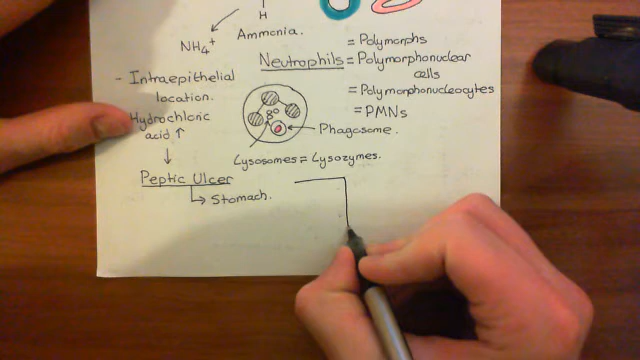 H
Ammonia.
NH4+
= Polymorphs
Neutrophils = Polymorphonuclear cells
= Polymorphonucleocytes
= PMNs
- Intraepithelial
location.
Hydrochloric
acid ↑
Phagosome.
Lysosomes = Lysozymes.
Peptic Ulcer
Stomach.